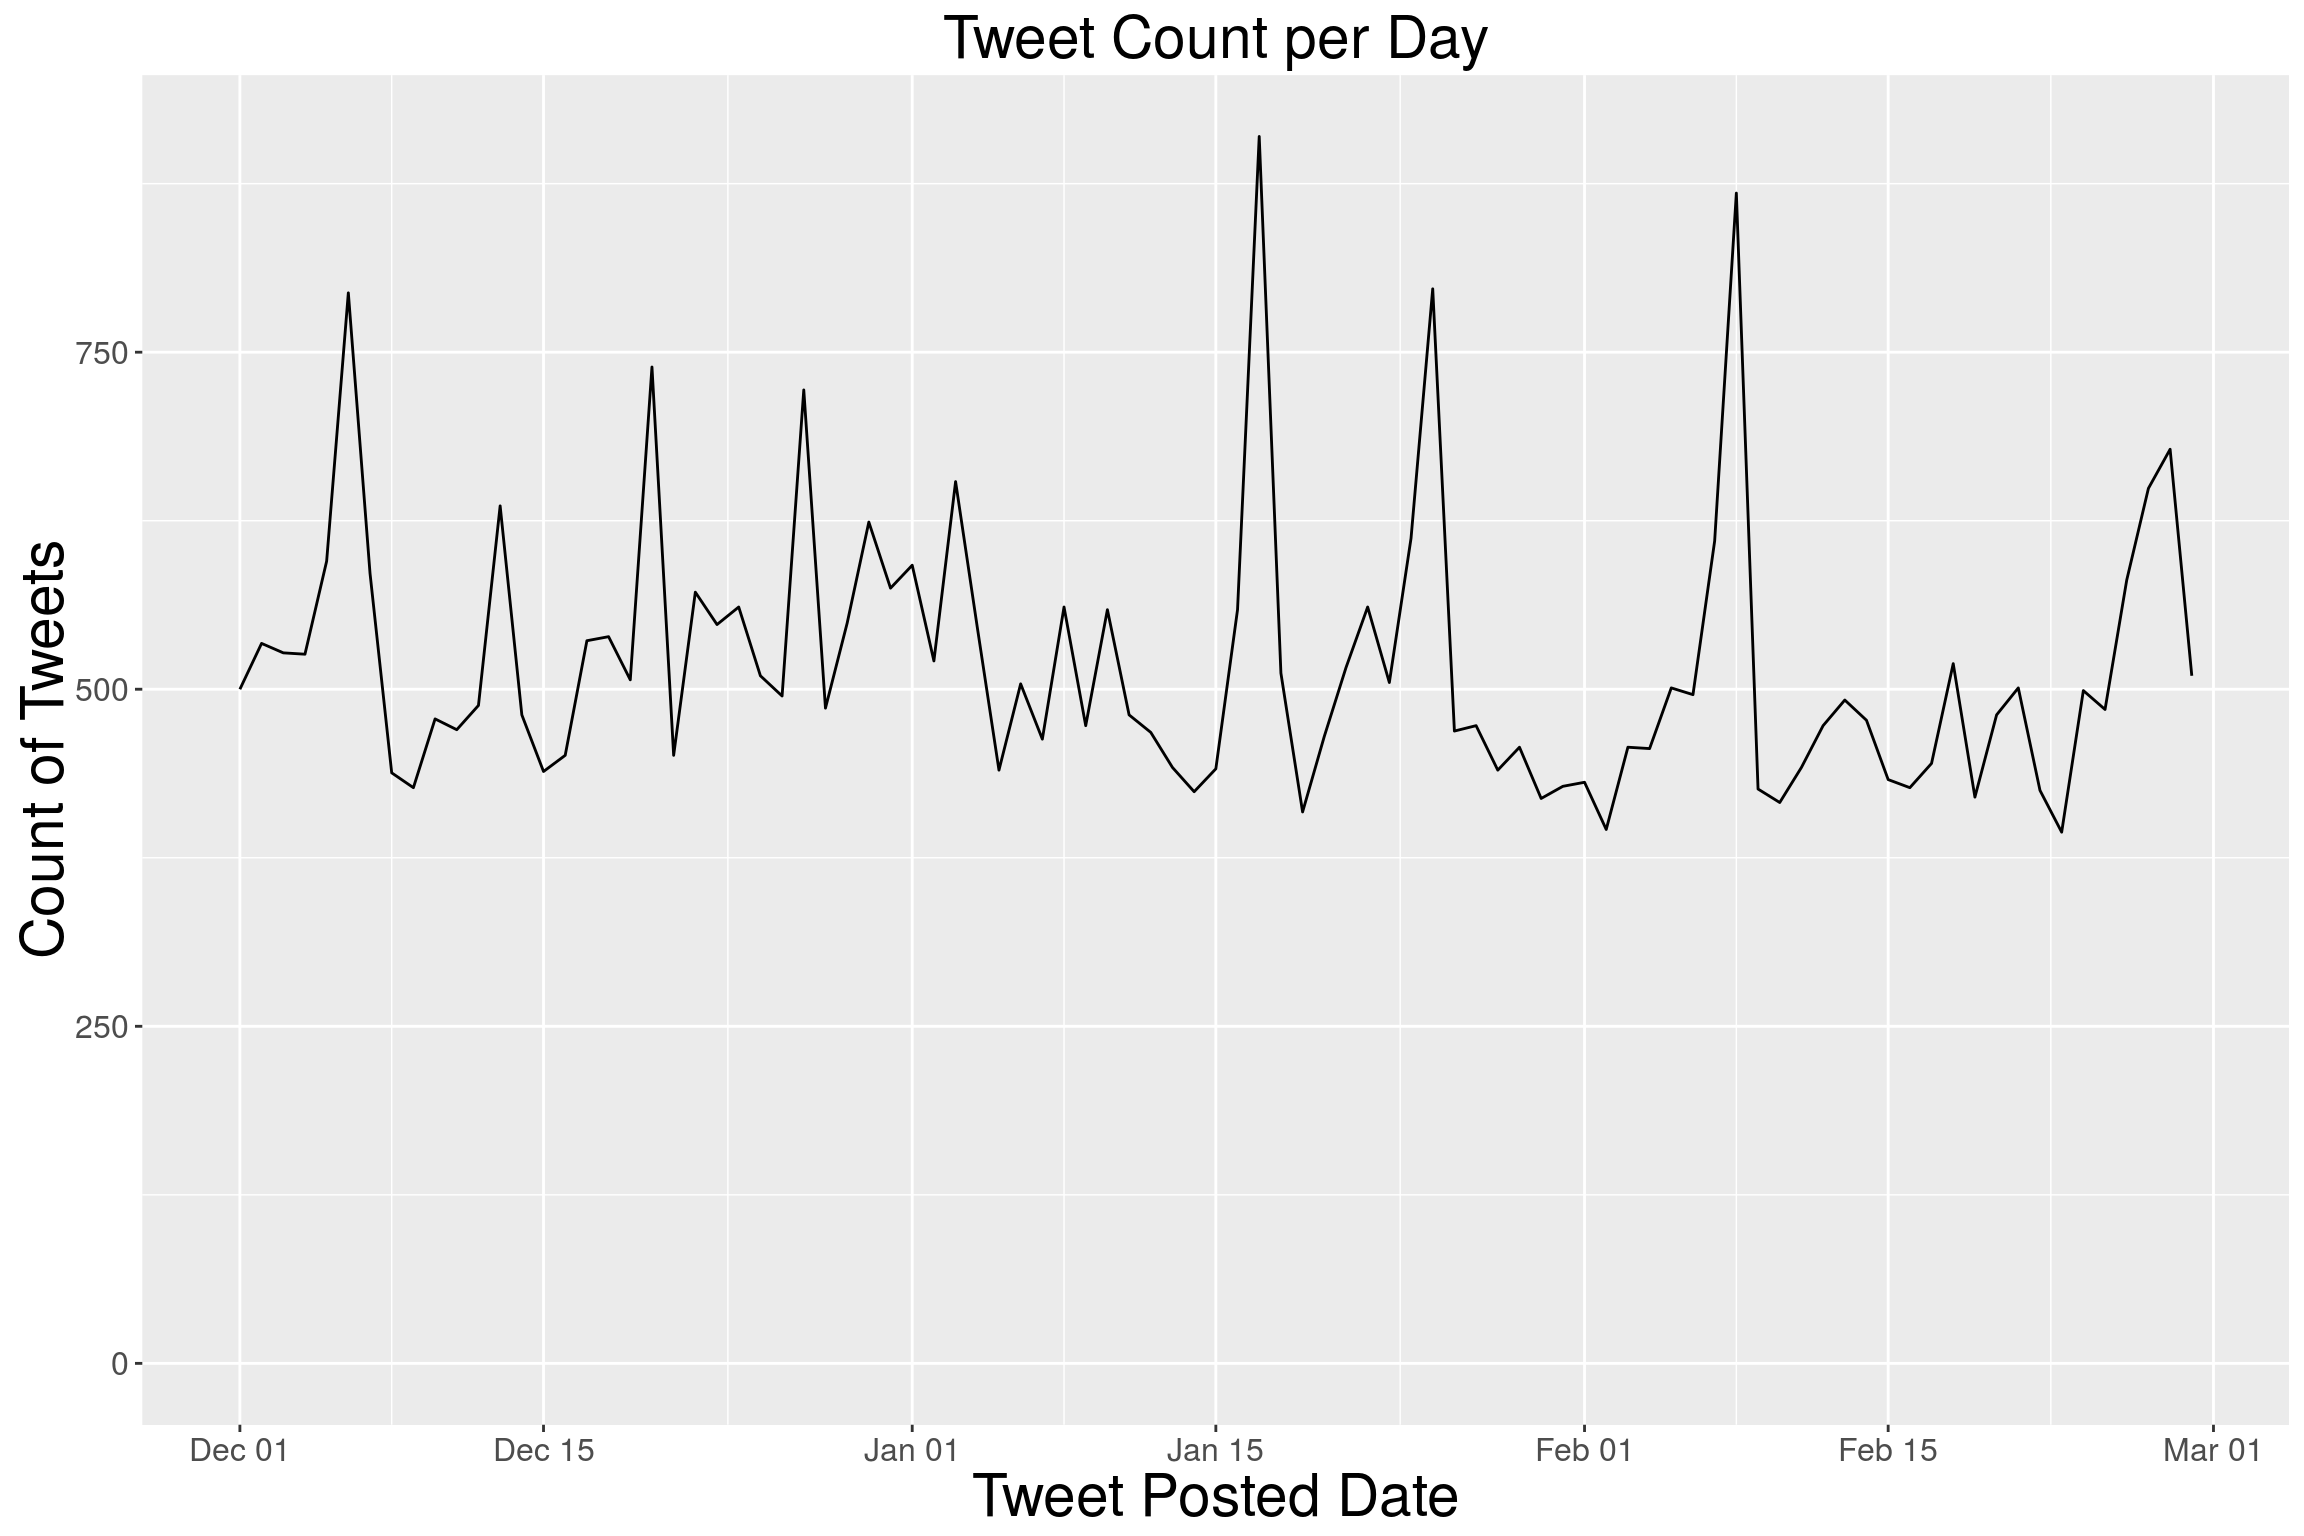 Tweet Count per Day
Count of Tweets
750
500
250
0
Dec 01
Dec 15
Jan 01
Jan 15
Feb 01
Feb 15
Mar 01
Tweet Posted Date